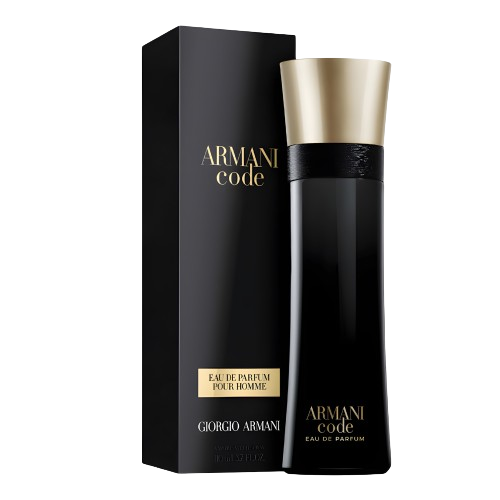 ARMANI
code
EAU DE PARFUM
POUR HOMME
GIORGIO ARMANI
ARMANI
code
EAU DE PARFUM